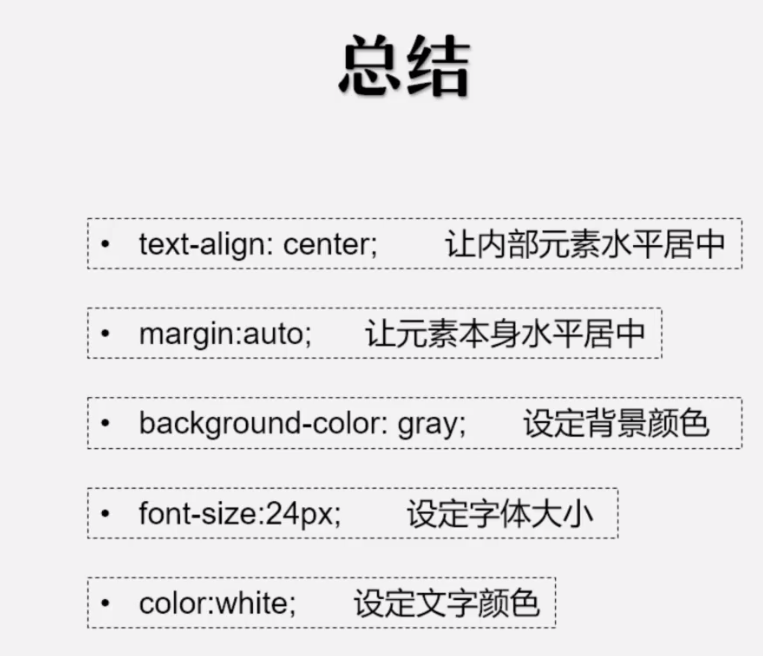 总结
• text-align: center; 让内部元素水平居中
• margin:auto; 让元素本身水平居中
• background-color: gray; 设定背景颜色
• font-size:24px; 设定字体大小
• color:white; 设定文字颜色